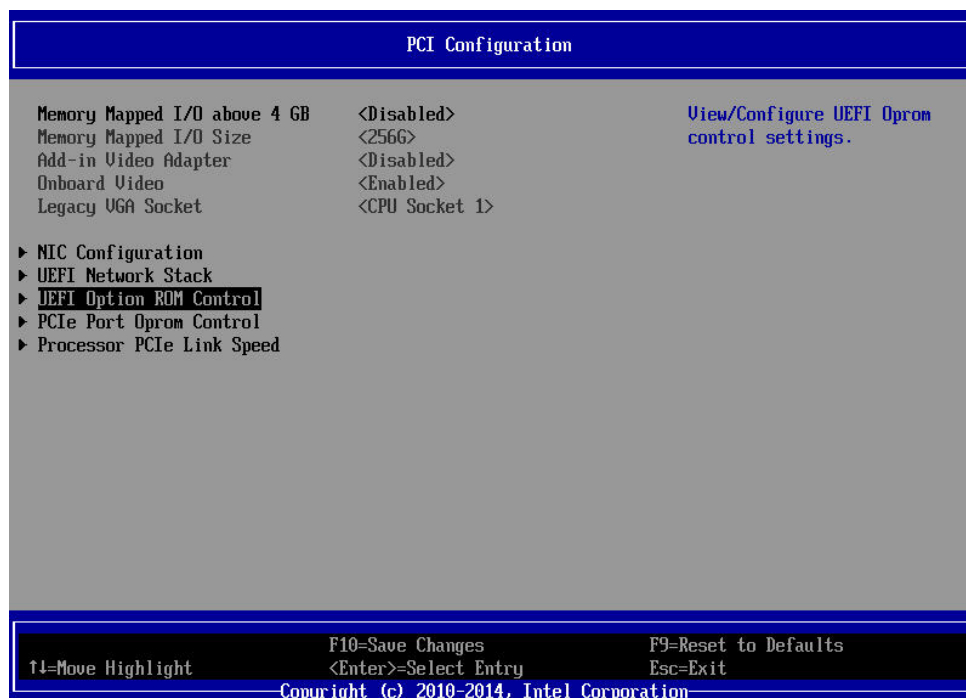 PCI Configuration
Memory Mapped I/O above 4 GB <Disabled> View/Configure UEFI Oprom
Memory Mapped I/O Size <256G> control settings.
Add-in Video Adapter <Disabled>
Onboard Video <Enabled>
Legacy VGA Socket <CPU Socket 1>
► NIC Configuration
► UEFI Network Stack
► UEFI Option ROM Control
► PCIe Port Oprom Control
► Processor PCIe Link Speed
F10=Save Changes F9=Reset to Defaults
↑↓=Move Highlight <Enter>=Select Entry Esc=Exit
Copyright (c) 2010-2014, Intel Corporation